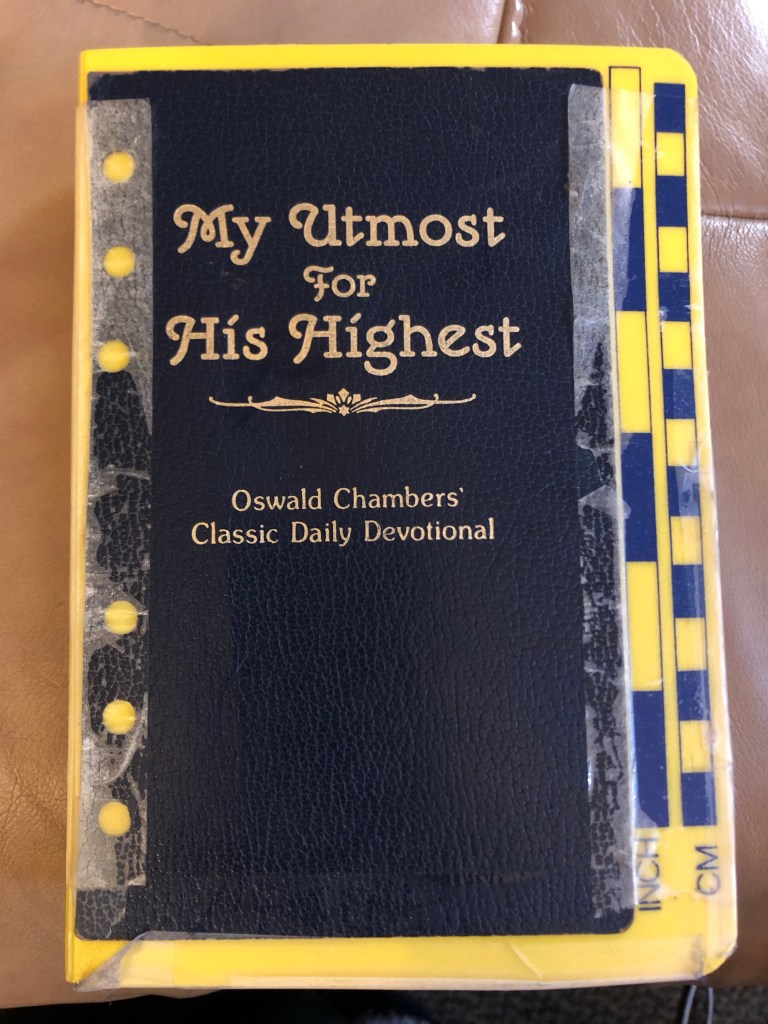 My Utmost
For
His Highest
Oswald Chambers'
Classic Daily Devotional
INCH
CM